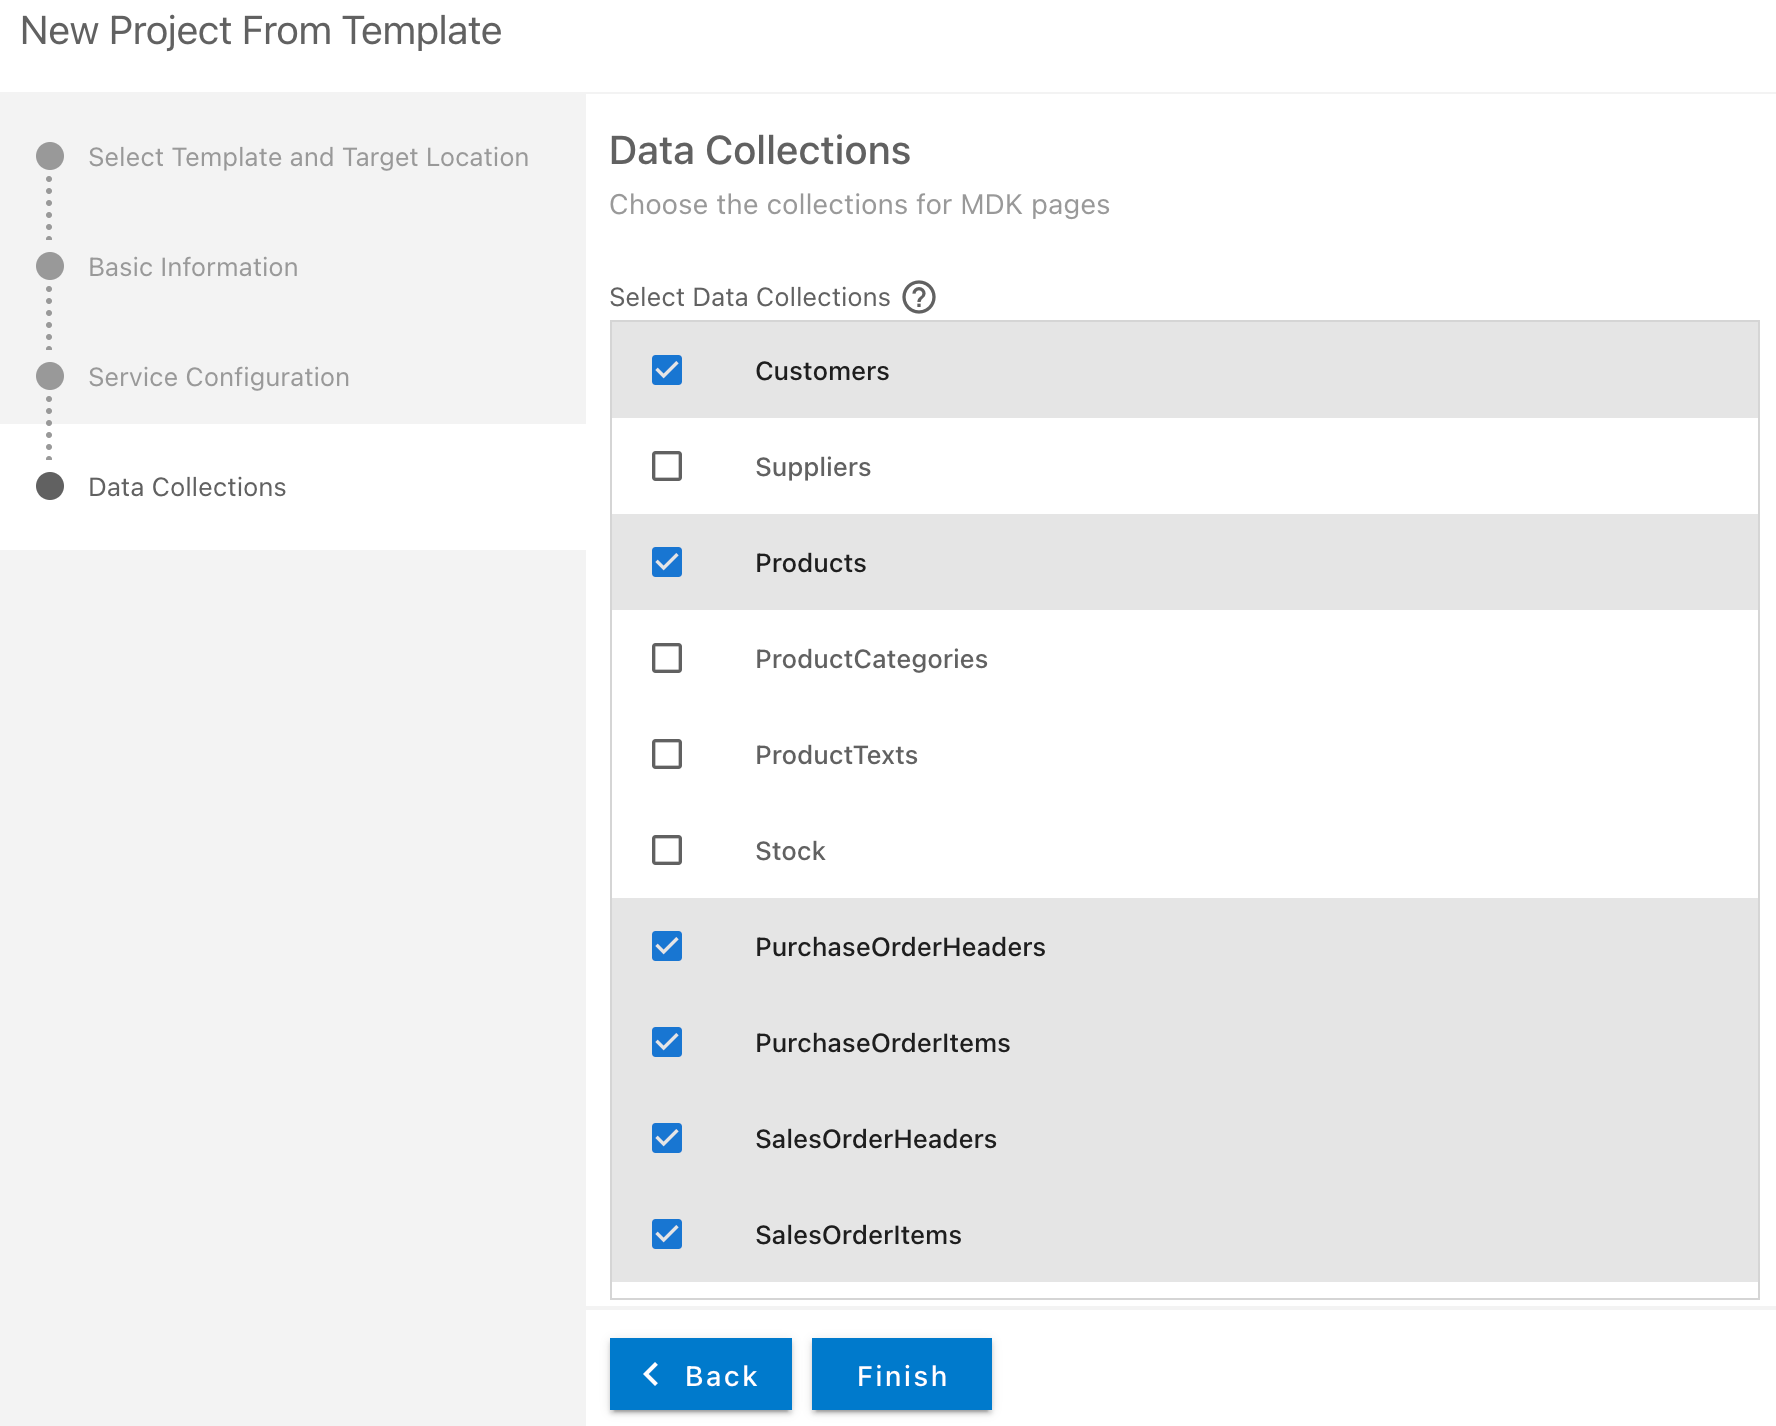 New Project From Template
Select Template and Target Location
Basic Information
Service Configuration
Data Collections
Data Collections
Choose the collections for MDK pages
Select Data Collections ?
Customers
Suppliers
Products
ProductCategories
ProductTexts
Stock
PurchaseOrderHeaders
PurchaseOrderItems
SalesOrderHeaders
SalesOrderItems
Back
Finish